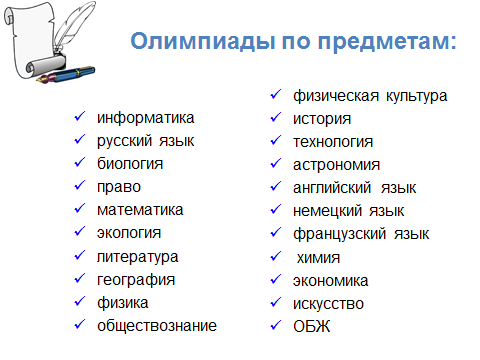 Олимпиады по предметам:
информатика
русский язык
биология
право
математика
экология
литература
география
физика
обществознание
физическая культура
история
технология
астрономия
английский язык
немецкий язык
французский язык
химия
экономика
искусство
ОБЖ